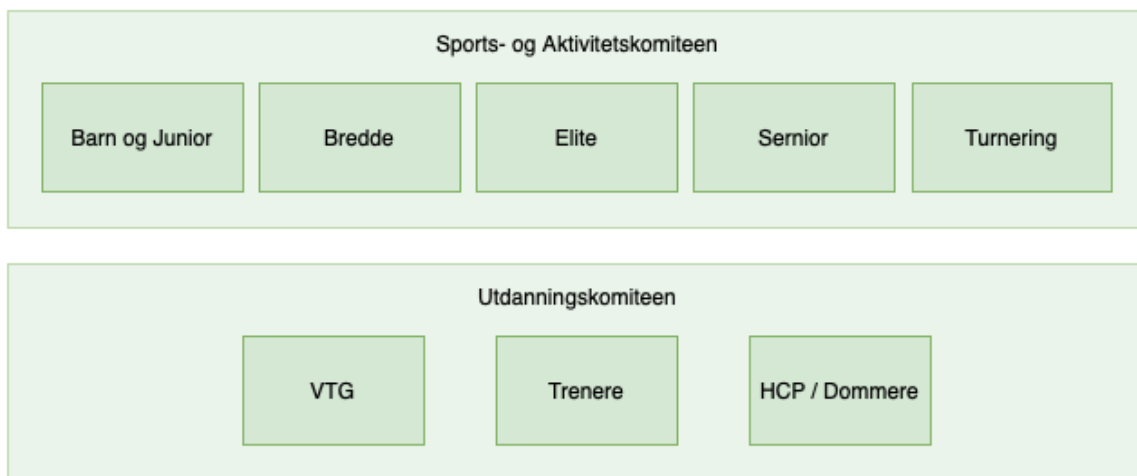 Sports- og Aktivitetskomiteen
Barn og Junior
Bredde
Elite
Sernior
Turnering
Utdanningskomiteen
VTG
Trenere
HCP / Dommere